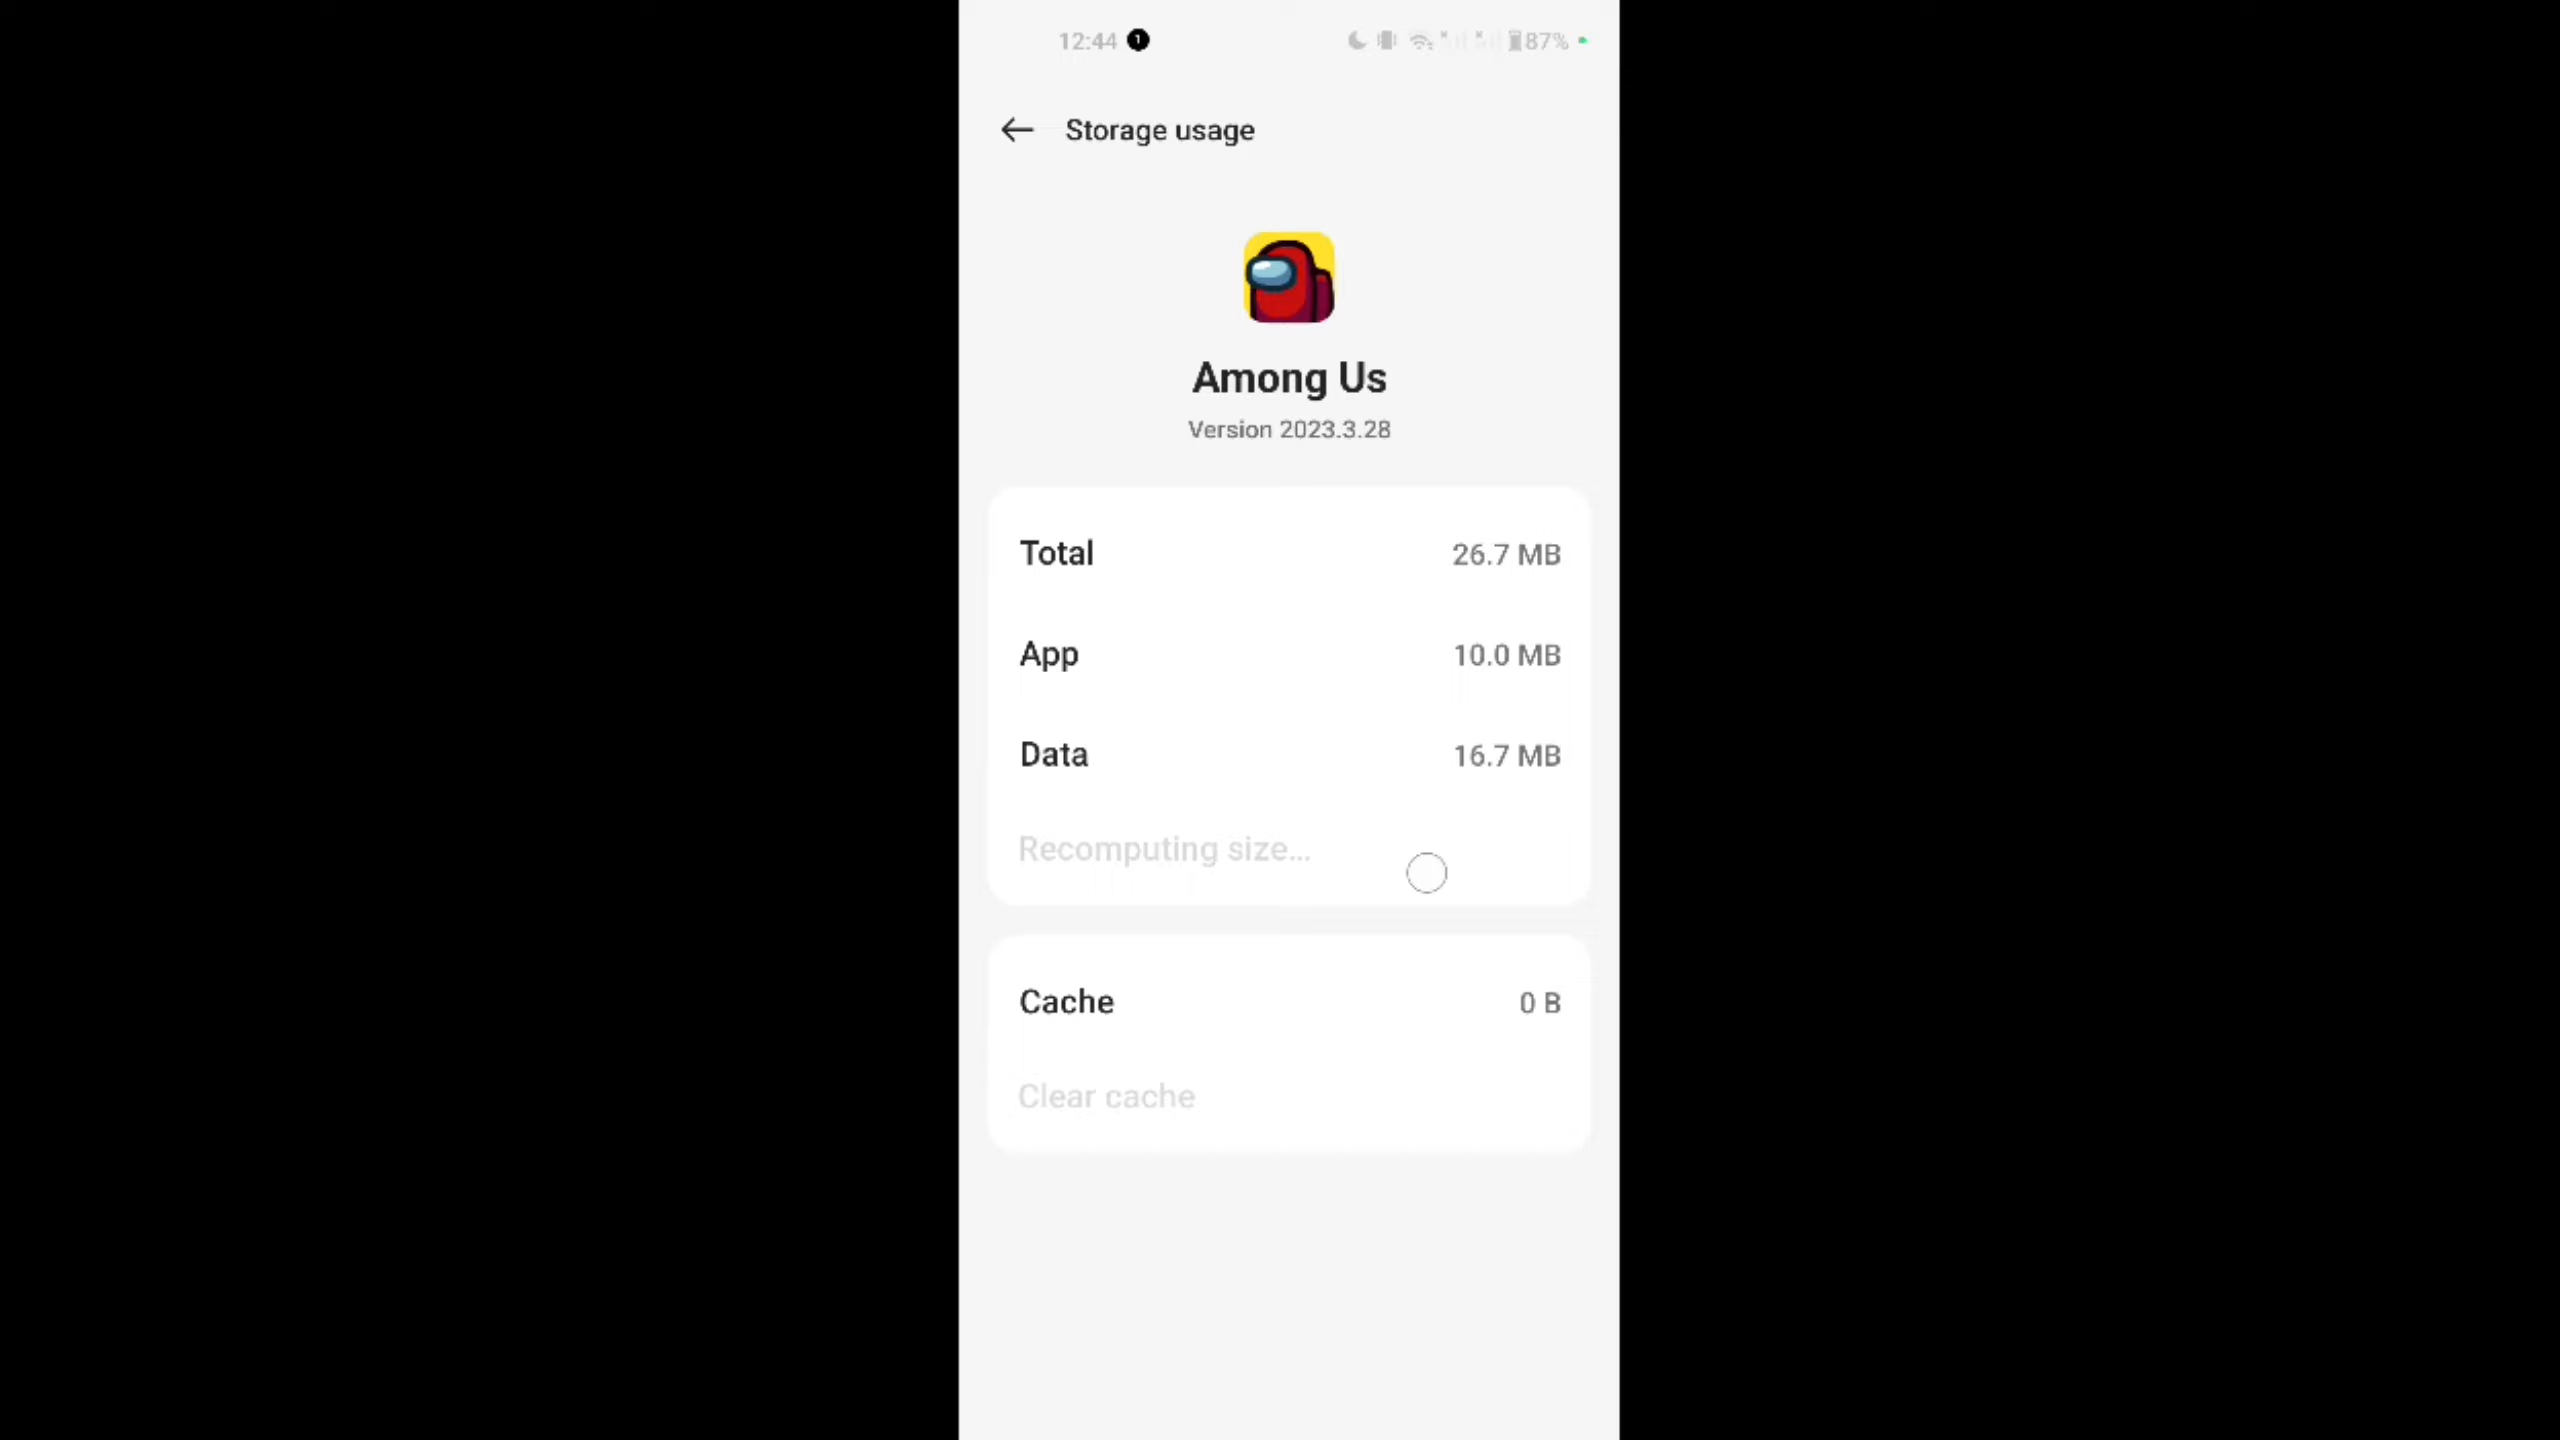 12:44 1 87%
Storage usage
Among Us
Version 2023.3.28
Total 26.7 MB
App 10.0 MB
Data 16.7 MB
Recomputing size...
Cache 0 B
Clear cache